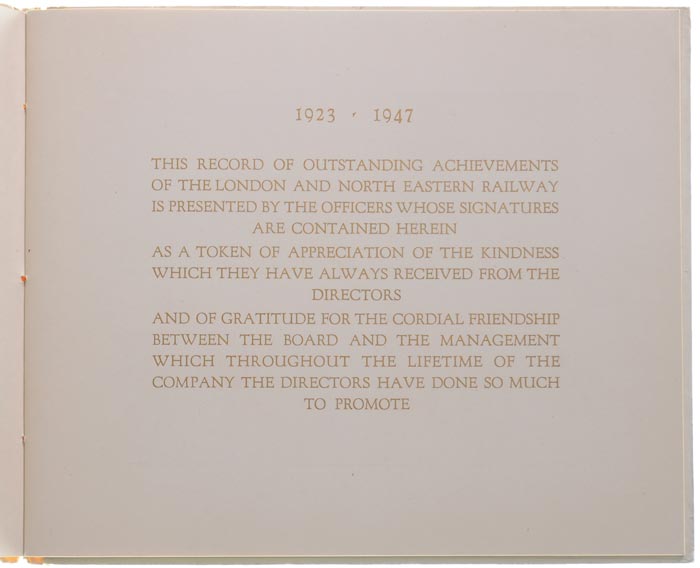 1923 · 1947
THIS RECORD OF OUTSTANDING ACHIEVEMENTS
OF THE LONDON AND NORTH EASTERN RAILWAY
IS PRESENTED BY THE OFFICERS WHOSE SIGNATURES
ARE CONTAINED HEREIN
AS A TOKEN OF APPRECIATION OF THE KINDNESS
WHICH THEY HAVE ALWAYS RECEIVED FROM THE
DIRECTORS
AND OF GRATITUDE FOR THE CORDIAL FRIENDSHIP
BETWEEN THE BOARD AND THE MANAGEMENT
WHICH THROUGHOUT THE LIFETIME OF THE
COMPANY THE DIRECTORS HAVE DONE SO MUCH
TO PROMOTE